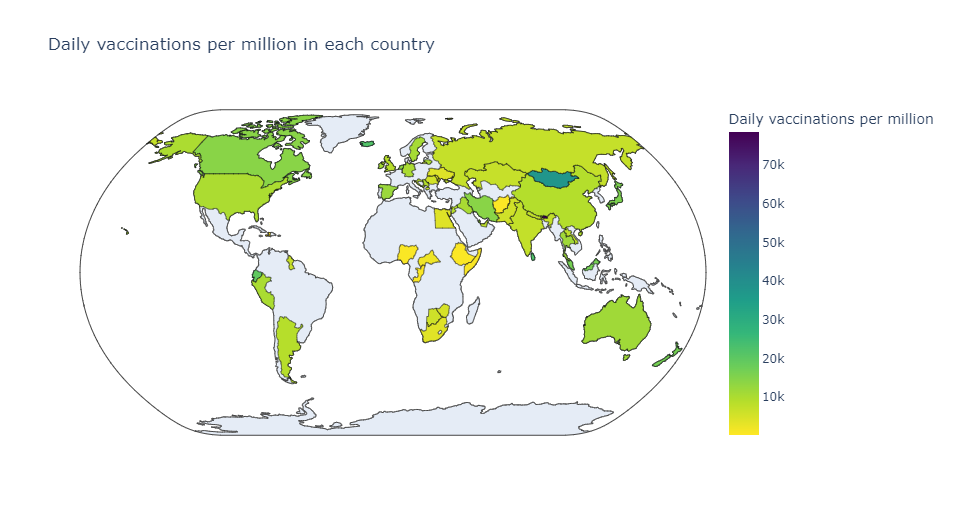 Daily vaccinations per million in each country
Daily vaccinations per million
70k
60k
50k
40k
30k
20k
10k